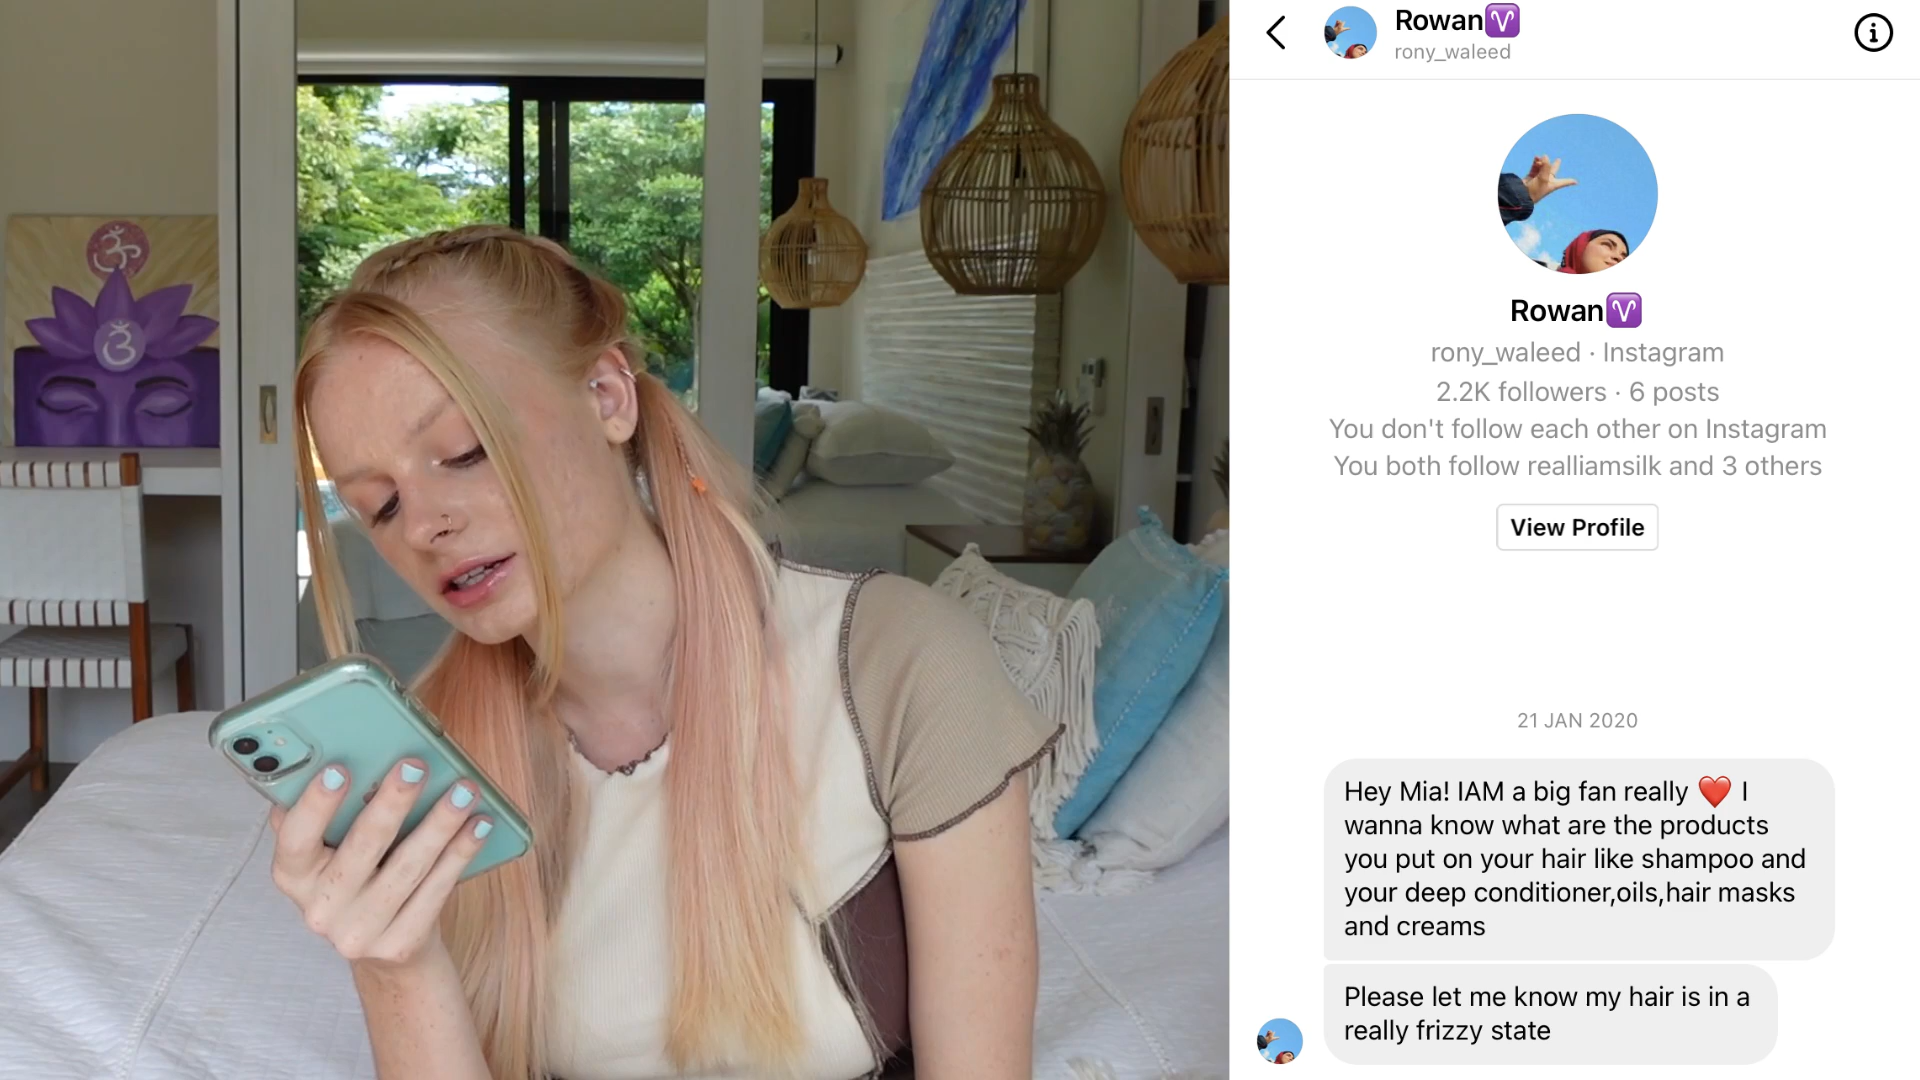 Rowan♈
rony_waleed
Rowan♈
rony_waleed · Instagram
2.2K followers · 6 posts
You don't follow each other on Instagram
You both follow realliamsilk and 3 others
View Profile
21 JAN 2020
Hey Mia! IAM a big fan really ❤️ I
wanna know what are the products
you put on your hair like shampoo and
your deep conditioner,oils,hair masks
and creams
Please let me know my hair is in a
really frizzy state
ॐ
ॐ